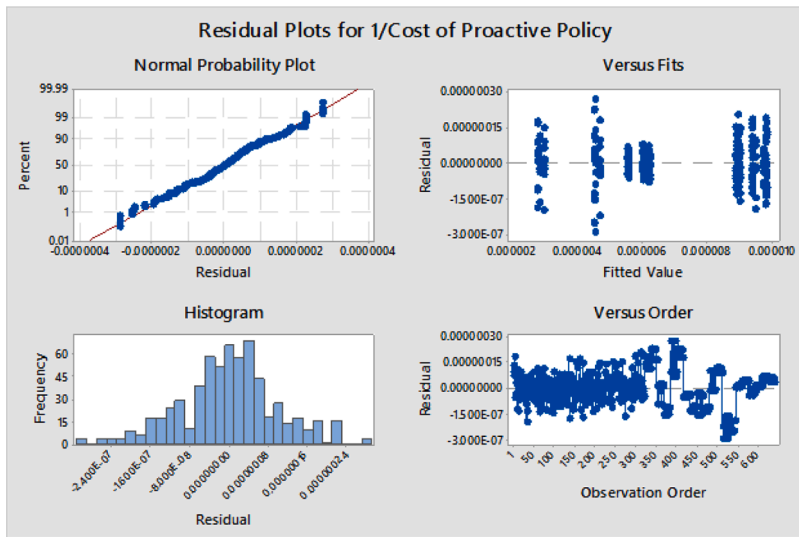 Residual Plots for 1/Cost of Proactive Policy
Normal Probability Plot
99.99
99
90
50
10
1
0.01
Percent
-0.0000004 -0.0000002 0.0000000 0.0000002 0.0000004
Residual
Versus Fits
0.00000030
0.00000015
0.00000000
-1.500E-07
-3.000E-07
Residual
0.000002 0.000004 0.000006 0.000008 0.000010
Fitted Value
Histogram
60
45
30
15
0
Frequency
-2.400E-07 -1.600E-07 -8.000E-08 0.00000000 0.00000008
Residual
Versus Order
0.00000030
0.00000015
0.00000000
-1.500E-07
-3.000E-07
Residual
1 50 100 150 200 250 300 350 400 450 500 550 600
Observation Order